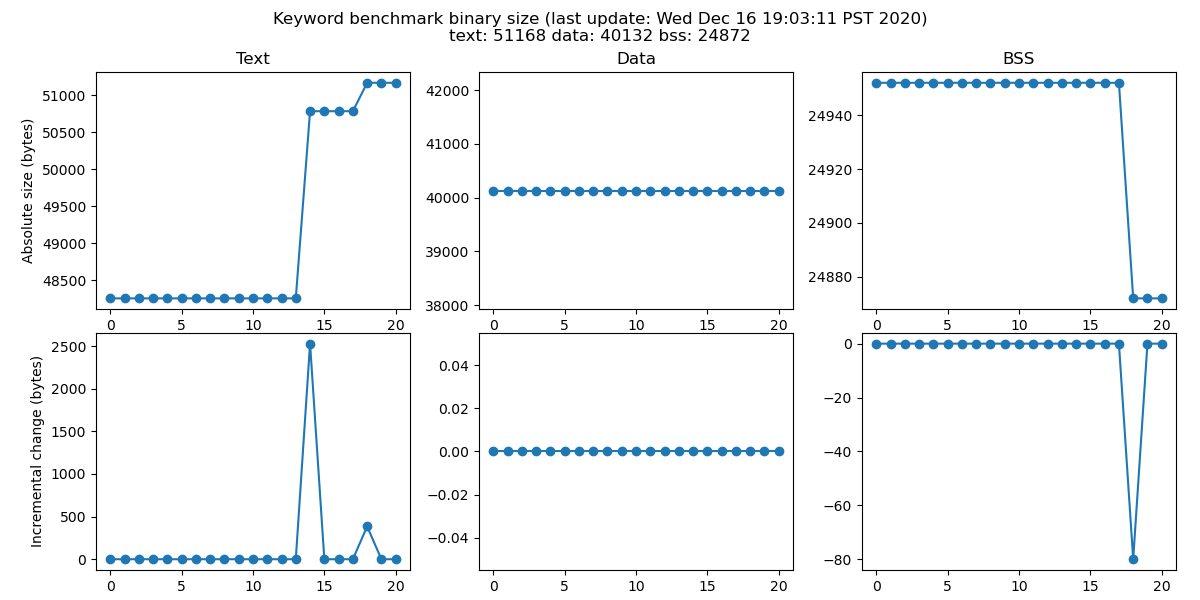 Keyword benchmark binary size (last update: Wed Dec 16 19:03:11 PST 2020)
text: 51168 data: 40132 bss: 24872
Text
Data
BSS
Absolute size (bytes)
51000
50500
50000
49500
49000
48500
0 5 10 15 20
42000
41000
40000
39000
38000
0 5 10 15 20
24940
24920
24900
24880
0 5 10 15 20
Incremental change (bytes)
2500
2000
1500
1000
500
0
0 5 10 15 20
0.04
0.02
0.00
−0.02
−0.04
0 5 10 15 20
0
−20
−40
−60
−80
0 5 10 15 20